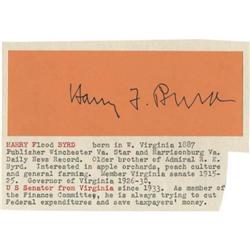 Harry F. Byrd
HARRY Flood BYRD born in W. Virginia 1887
Publisher Winchester Va. Star and Harrisonburg Va.
Daily News Record. Older brother of Admiral R. E.
Byrd. Interested in apple orchards, peach culture
and general farming. Member Virginia senate 1915-
25. Governor of Virginia 1926-30.
U S Senator from Virginia since 1933. As member of
the Finance Committee, he is always trying to cut
Federal expenditures and save taxpayers' money.